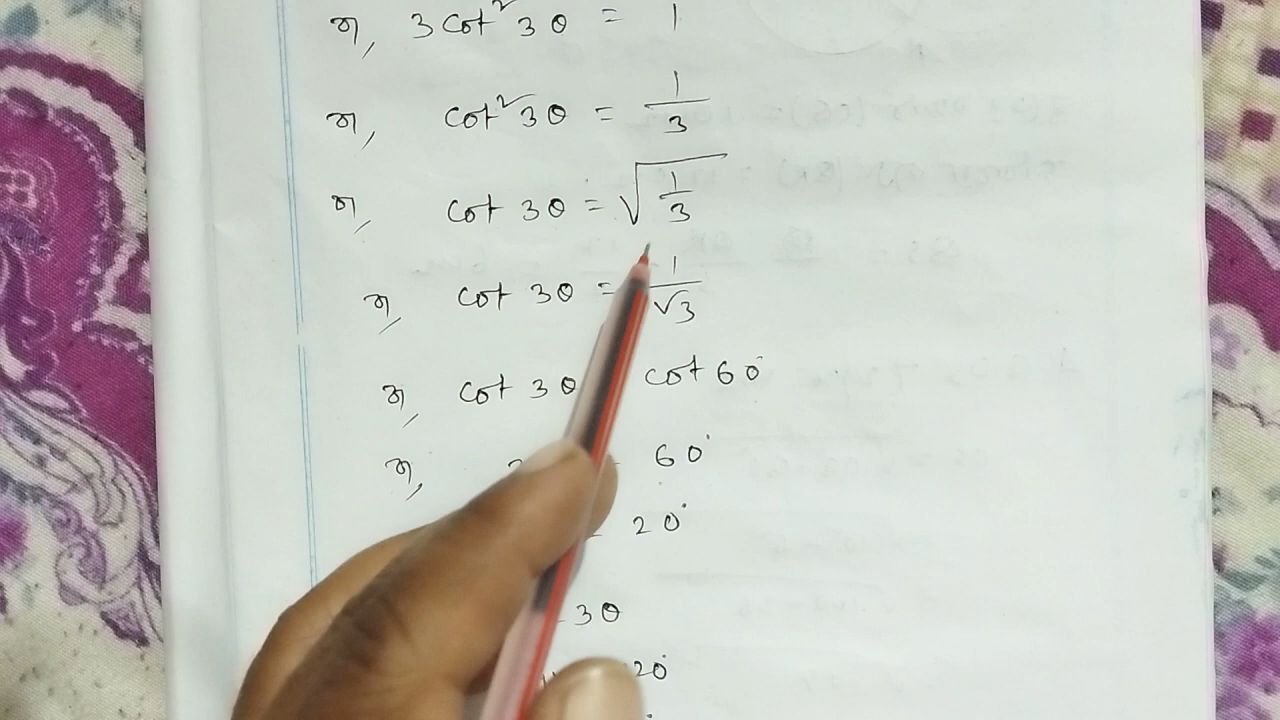 বা, 3 cot² 3θ = 1
বা, cot² 3θ = 1/3
বা, cot 3θ = √(1/3)
বা, cot 3θ = 1/√3
বা, cot 3θ cot 60°
বা, 60°
20°
3θ
20°